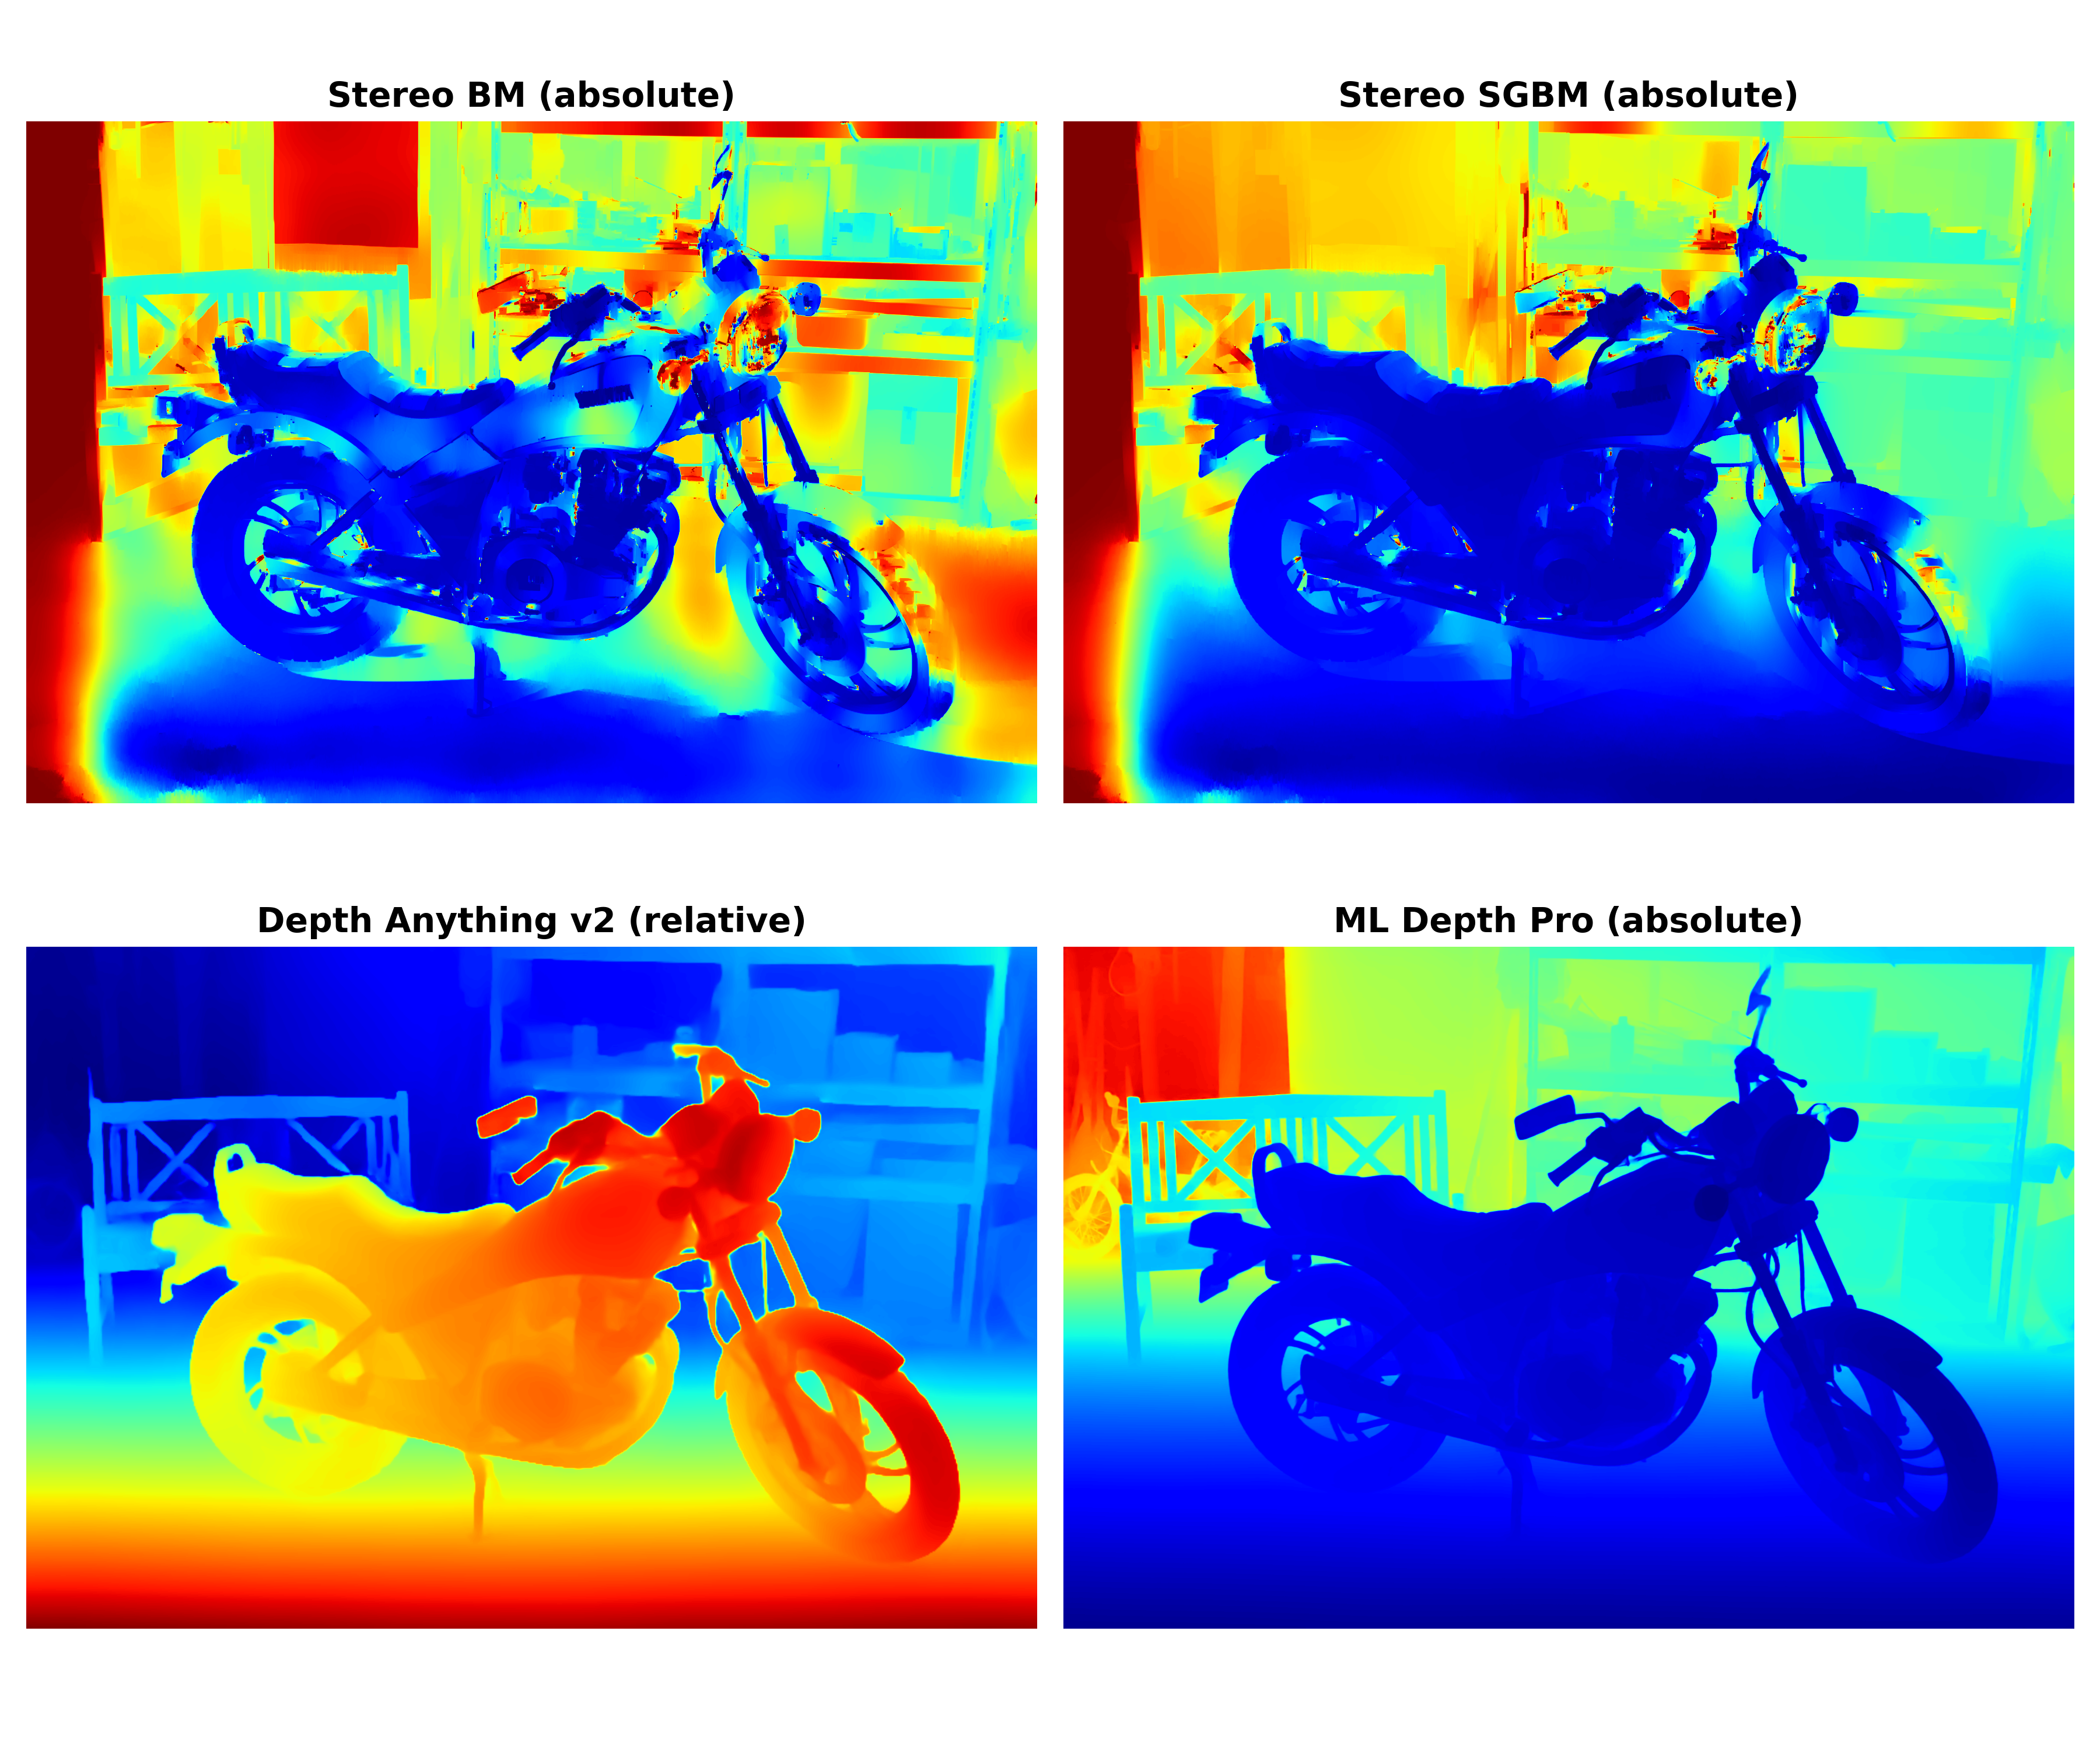 Stereo BM (absolute)
Stereo SGBM (absolute)
Depth Anything v2 (relative)
ML Depth Pro (absolute)